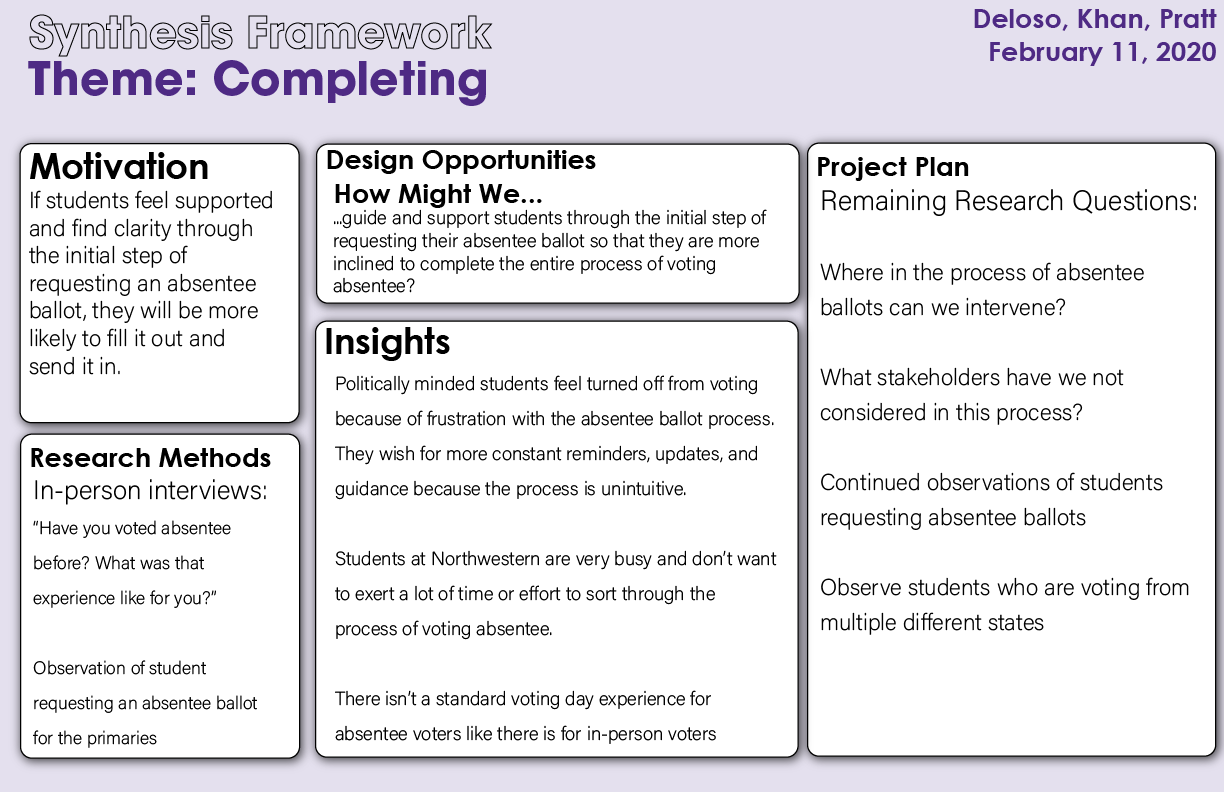 Synthesis Framework
Theme: Completing
Deloso, Khan, Pratt
February 11, 2020
Motivation
If students feel supported
and find clarity through
the initial step of
requesting an absentee
ballot, they will be more
likely to fill it out and
send it in.
Research Methods
In-person interviews:
“Have you voted absentee
before? What was that
experience like for you?”
Observation of student
requesting an absentee ballot
for the primaries
Design Opportunities
How Might We...
...guide and support students through the initial step of
requesting their absentee ballot so that they are more
inclined to complete the entire process of voting
absentee?
Insights
Politically minded students feel turned off from voting
because of frustration with the absentee ballot process.
They wish for more constant reminders, updates, and
guidance because the process is unintuitive.
Students at Northwestern are very busy and don’t want
to exert a lot of time or effort to sort through the
process of voting absentee.
There isn’t a standard voting day experience for
absentee voters like there is for in-person voters
Project Plan
Remaining Research Questions:
Where in the process of absentee
ballots can we intervene?
What stakeholders have we not
considered in this process?
Continued observations of students
requesting absentee ballots
Observe students who are voting from
multiple different states